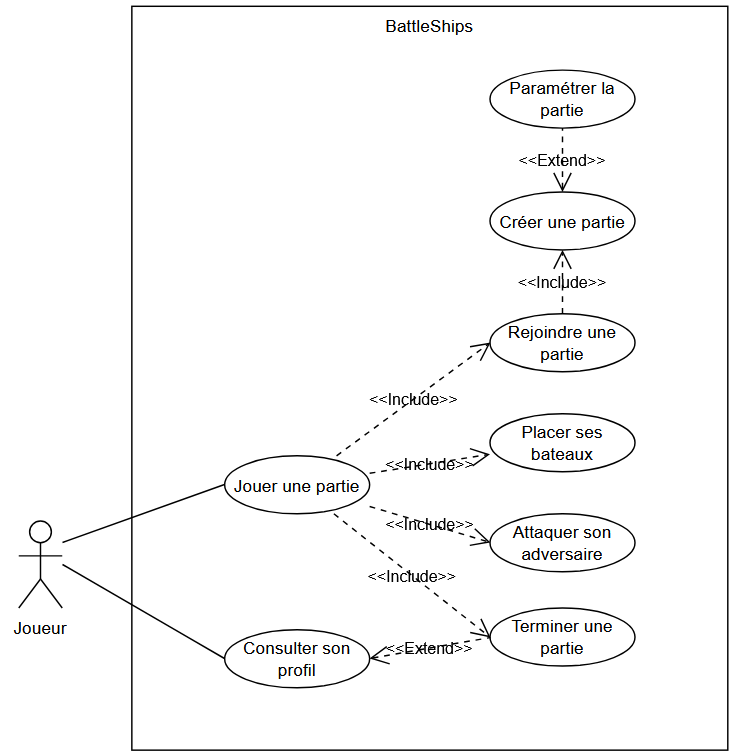 BattleShips
Paramétrer la
partie
<<Extend>>
Créer une partie
<<Include>>
Rejoindre une
partie
<<Include>>
Placer ses
bateaux
<<Include>>
Jouer une partie
<<Include>>
Attaquer son
adversaire
<<Include>>
Joueur
Terminer une
partie
<<Extend>>
Consulter son
profil